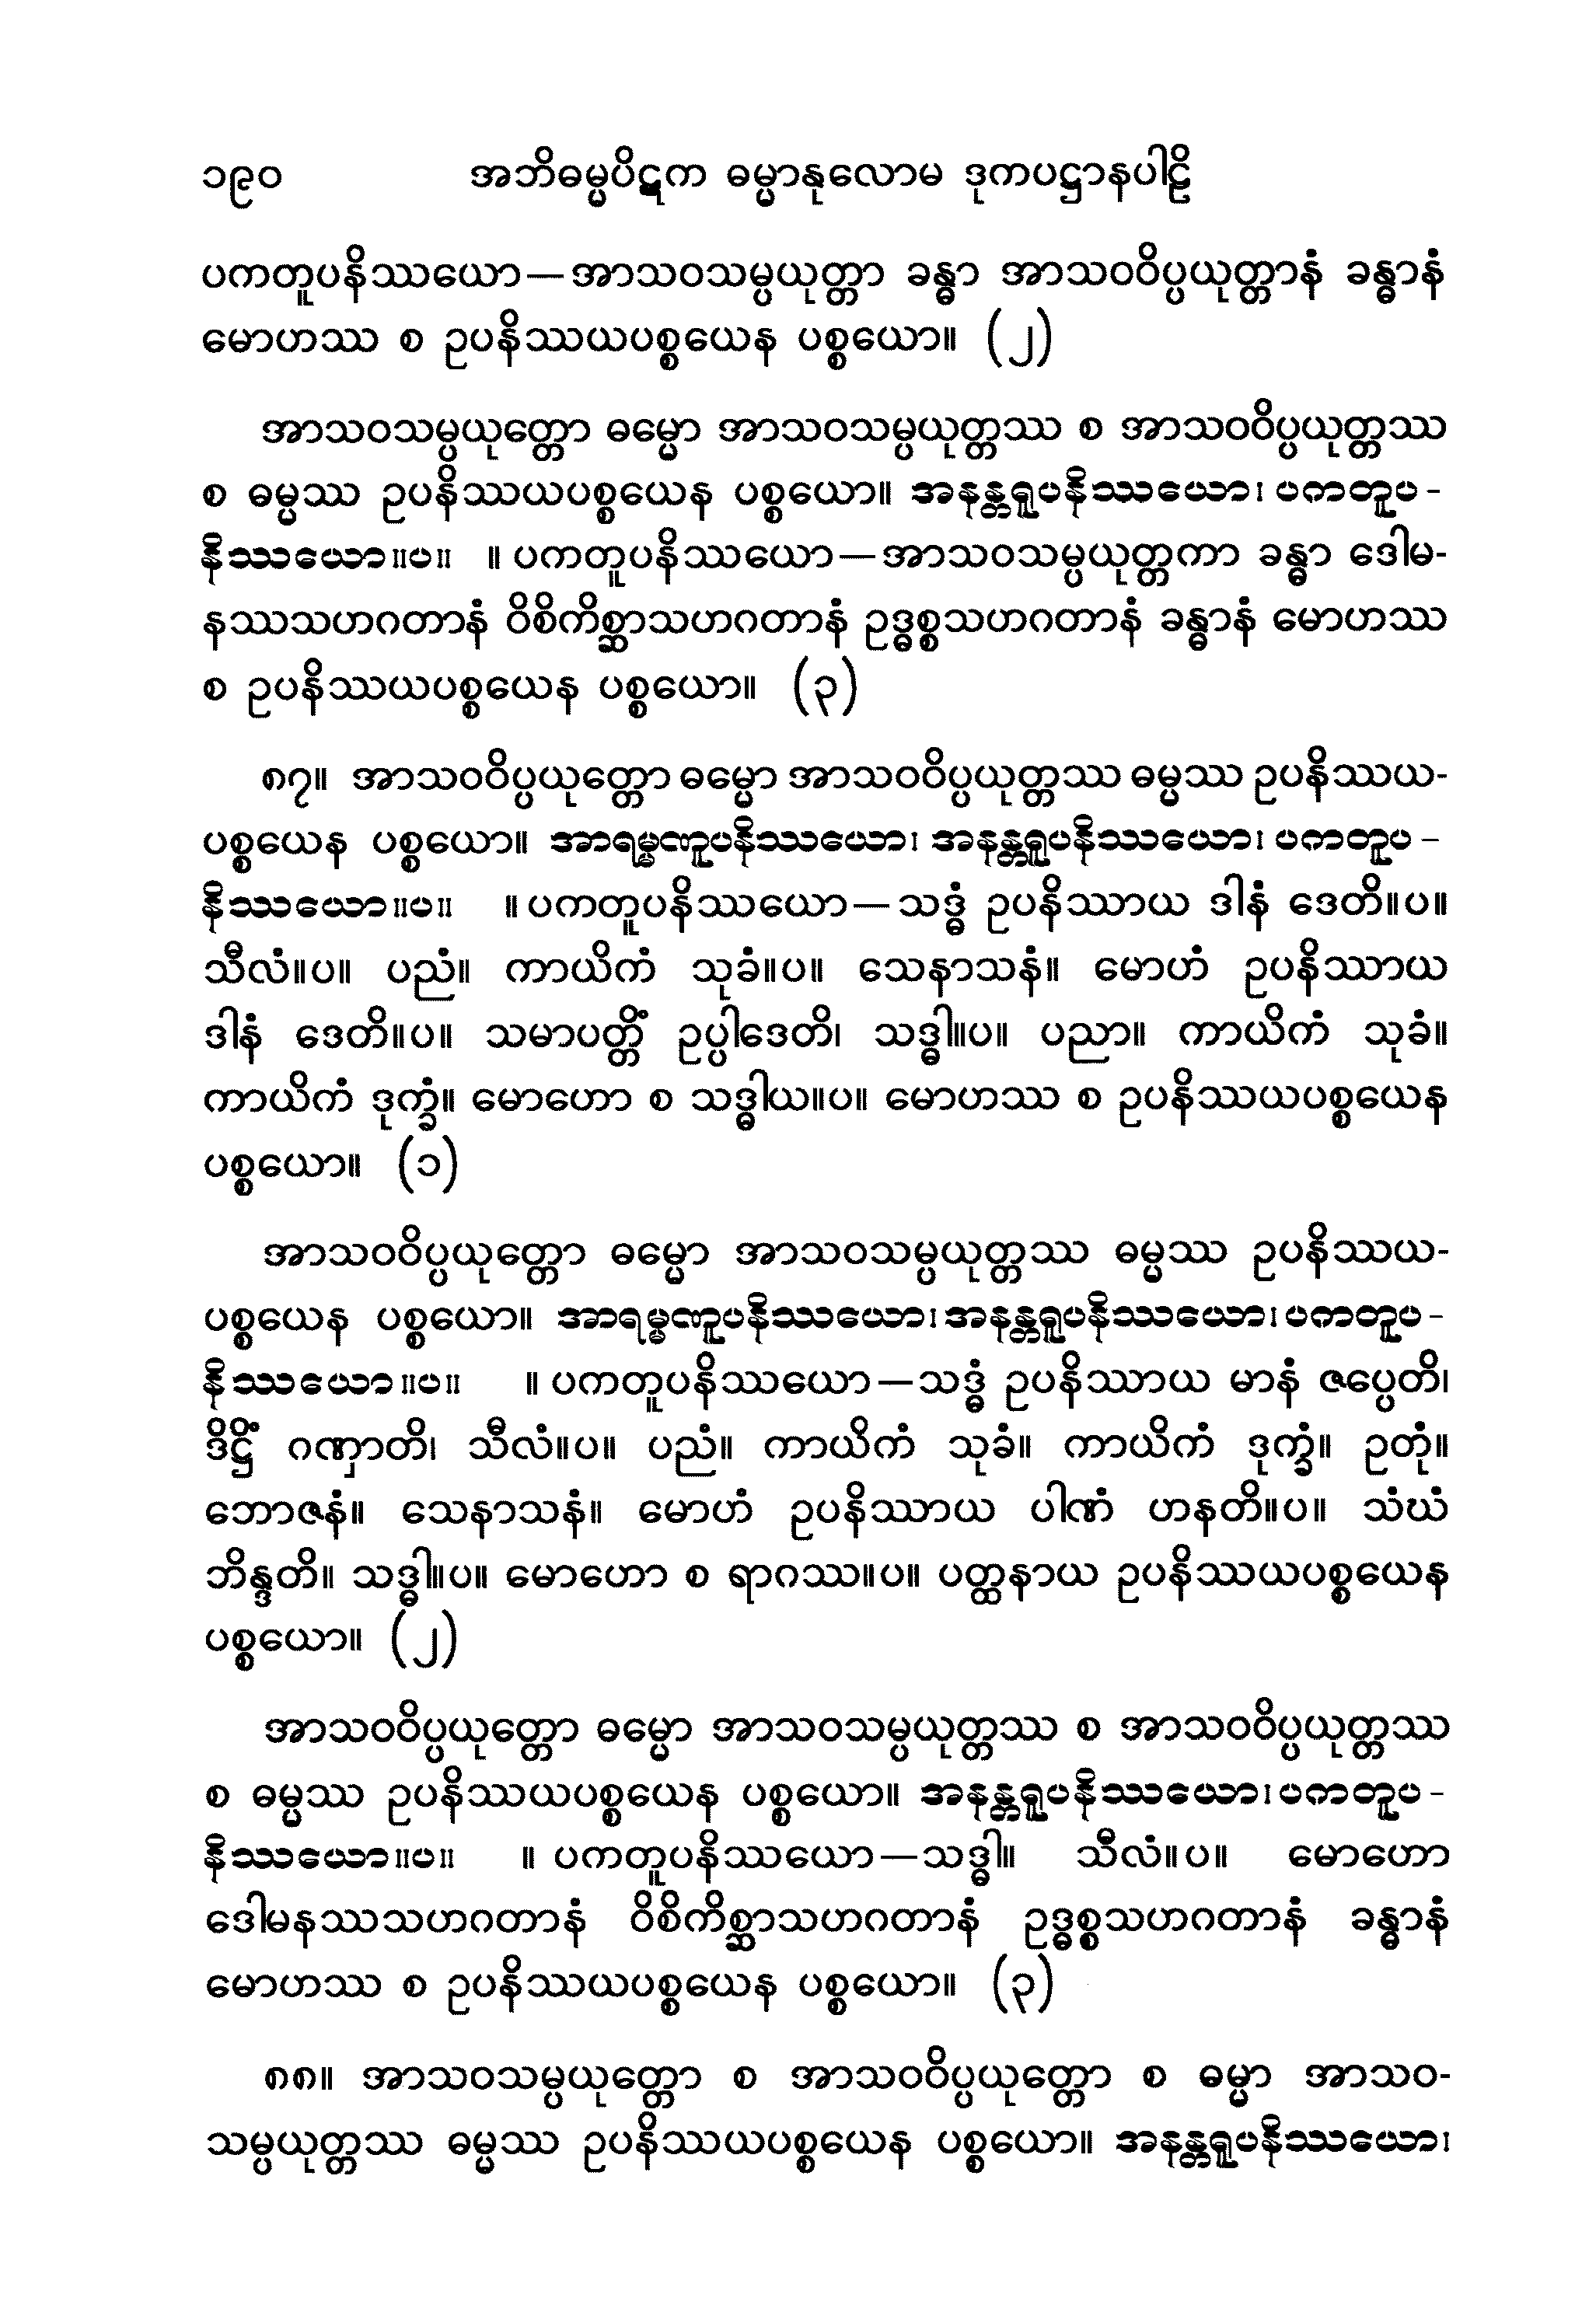 ၁၉၀ အဘိဓမ္မပိဋက ဓမ္မာနုလောမ ဒုကပဋ္ဌာနပါဠိ
ပကတူပနိဿယော—အာသဝသမ္ပယုတ္တာ ခန္ဓာ အာသဝဝိပ္ပယုတ္တာနံ ခန္ဓာနံ
မောဟဿ စ ဥပနိဿယပစ္စယေန ပစ္စယော။ (၂)
အာသဝသမ္ပယုတ္တော ဓမ္မော အာသဝသမ္ပယုတ္တဿ စ အာသဝဝိပ္ပယုတ္တဿ
စ ဓမ္မဿ ဥပနိဿယပစ္စယေန ပစ္စယော။ အနန္တရူပနိဿယော၊ ပကတူပ-
နိဿယော။ပ။ ။ ပကတူပနိဿယော—အာသဝသမ္ပယုတ္တကာ ခန္ဓာ ဒေါမ-
နဿသဟဂတာနံ ဝိစိကိစ္ဆာသဟဂတာနံ ဥဒ္ဓစ္စသဟဂတာနံ ခန္ဓာနံ မောဟဿ
စ ဥပနိဿယပစ္စယေန ပစ္စယော။ (၃)
၈၇။ အာသဝဝိပ္ပယုတ္တော ဓမ္မော အာသဝဝိပ္ပယုတ္တဿ ဓမ္မဿ ဥပနိဿယ-
ပစ္စယေန ပစ္စယော။ အာရမ္မဏူပနိဿယော၊ အနန္တရူပနိဿယော၊ ပကတူပ-
နိဿယော။ပ။ ။ ပကတူပနိဿယော—သဒ္ဓံ ဥပနိဿာယ ဒါနံ ဒေတိ။ပ။
သီလံ။ပ။ ပညံ။ ကာယိကံ သုခံ။ပ။ သေနာသနံ။ မောဟံ ဥပနိဿာယ
ဒါနံ ဒေတိ။ပ။ သမာပတ္တိံ ဥပ္ပါဒေတိ၊ သဒ္ဓါ။ပ။ ပညာ။ ကာယိကံ သုခံ။
ကာယိကံ ဒုက္ခံ။ မောဟော စ သဒ္ဓါယ။ပ။ မောဟဿ စ ဥပနိဿယပစ္စယေန
ပစ္စယော။ (၁)
အာသဝဝိပ္ပယုတ္တော ဓမ္မော အာသဝသမ္ပယုတ္တဿ ဓမ္မဿ ဥပနိဿယ-
ပစ္စယေန ပစ္စယော။ အာရမ္မဏူပနိဿယော၊ အနန္တရူပနိဿယော၊ ပကတူပ-
နိဿယော။ပ။ ။ ပကတူပနိဿယော—သဒ္ဓံ ဥပနိဿာယ မာနံ ဇပ္ပေတိ၊
ဒိဋ္ဌိံ ဂဏှာတိ၊ သီလံ။ပ။ ပညံ။ ကာယိကံ သုခံ။ ကာယိကံ ဒုက္ခံ။ ဥတုံ။
ဘောဇနံ။ သေနာသနံ။ မောဟံ ဥပနိဿာယ ပါဏံ ဟနတိ။ပ။ သံဃံ
ဘိန္ဒတိ။ သဒ္ဓါ။ပ။ မောဟော စ ရာဂဿ။ပ။ ပတ္ထနာယ ဥပနိဿယပစ္စယေန
ပစ္စယော။ (၂)
အာသဝဝိပ္ပယုတ္တော ဓမ္မော အာသဝသမ္ပယုတ္တဿ စ အာသဝဝိပ္ပယုတ္တဿ
စ ဓမ္မဿ ဥပနိဿယပစ္စယေန ပစ္စယော။ အနန္တရူပနိဿယော၊ ပကတူပ-
နိဿယော။ပ။ ။ ပကတူပနိဿယော—သဒ္ဓါ။ သီလံ။ပ။ မောဟော
ဒေါမနဿသဟဂတာနံ ဝိစိကိစ္ဆာသဟဂတာနံ ဥဒ္ဓစ္စသဟဂတာနံ ခန္ဓာနံ
မောဟဿ စ ဥပနိဿယပစ္စယေန ပစ္စယော။ (၃)
၈၈။ အာသဝသမ္ပယုတ္တော စ အာသဝဝိပ္ပယုတ္တော စ ဓမ္မာ အာသဝ-
သမ္ပယုတ္တဿ ဓမ္မဿ ဥပနိဿယပစ္စယေန ပစ္စယော။ အနန္တရူပနိဿယော၊